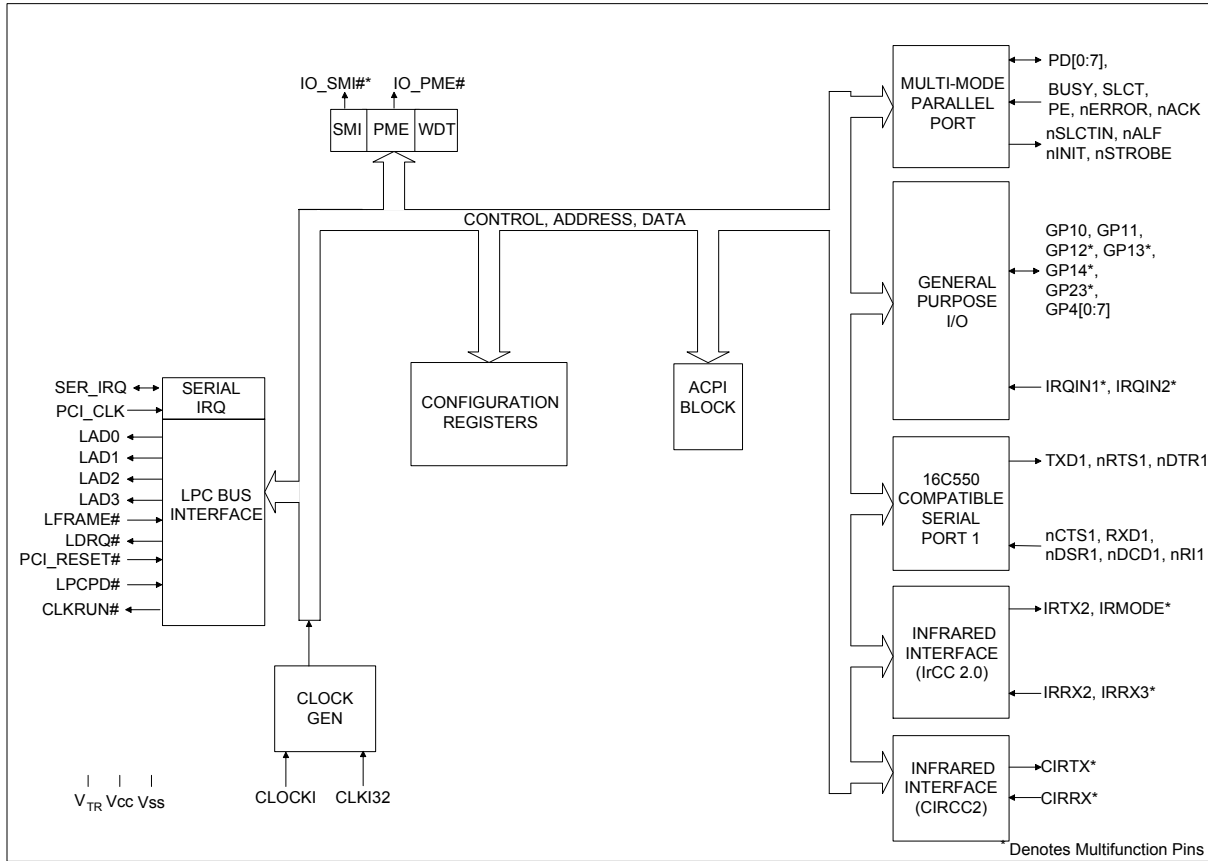 IO_SMI#* IO_PME#
SMI PME WDT
CONTROL, ADDRESS, DATA
MULTI-MODE
PARALLEL
PORT
PD[0:7],
BUSY, SLCT,
PE, nERROR, nACK
nSLCTIN, nALF
nINIT, nSTROBE
GENERAL
PURPOSE
I/O
GP10, GP11,
GP12*, GP13*,
GP14*,
GP23*,
GP4[0:7]
IRQIN1*, IRQIN2*
CONFIGURATION
REGISTERS
ACPI
BLOCK
SER_IRQ
PCI_CLK
SERIAL
IRQ
LAD0
LAD1
LAD2
LAD3
LFRAME#
LDRQ#
PCI_RESET#
LPCPD#
CLKRUN#
LPC BUS
INTERFACE
16C550
COMPATIBLE
SERIAL
PORT 1
TXD1, nRTS1, nDTR1
nCTS1, RXD1,
nDSR1, nDCD1, nRI1
INFRARED
INTERFACE
(IrCC 2.0)
IRTX2, IRMODE*
IRRX2, IRRX3*
CLOCK
GEN
CLOCKI CLKI32
VTR Vcc Vss
INFRARED
INTERFACE
(CIRCC2)
CIRTX*
CIRRX*
* Denotes Multifunction Pins